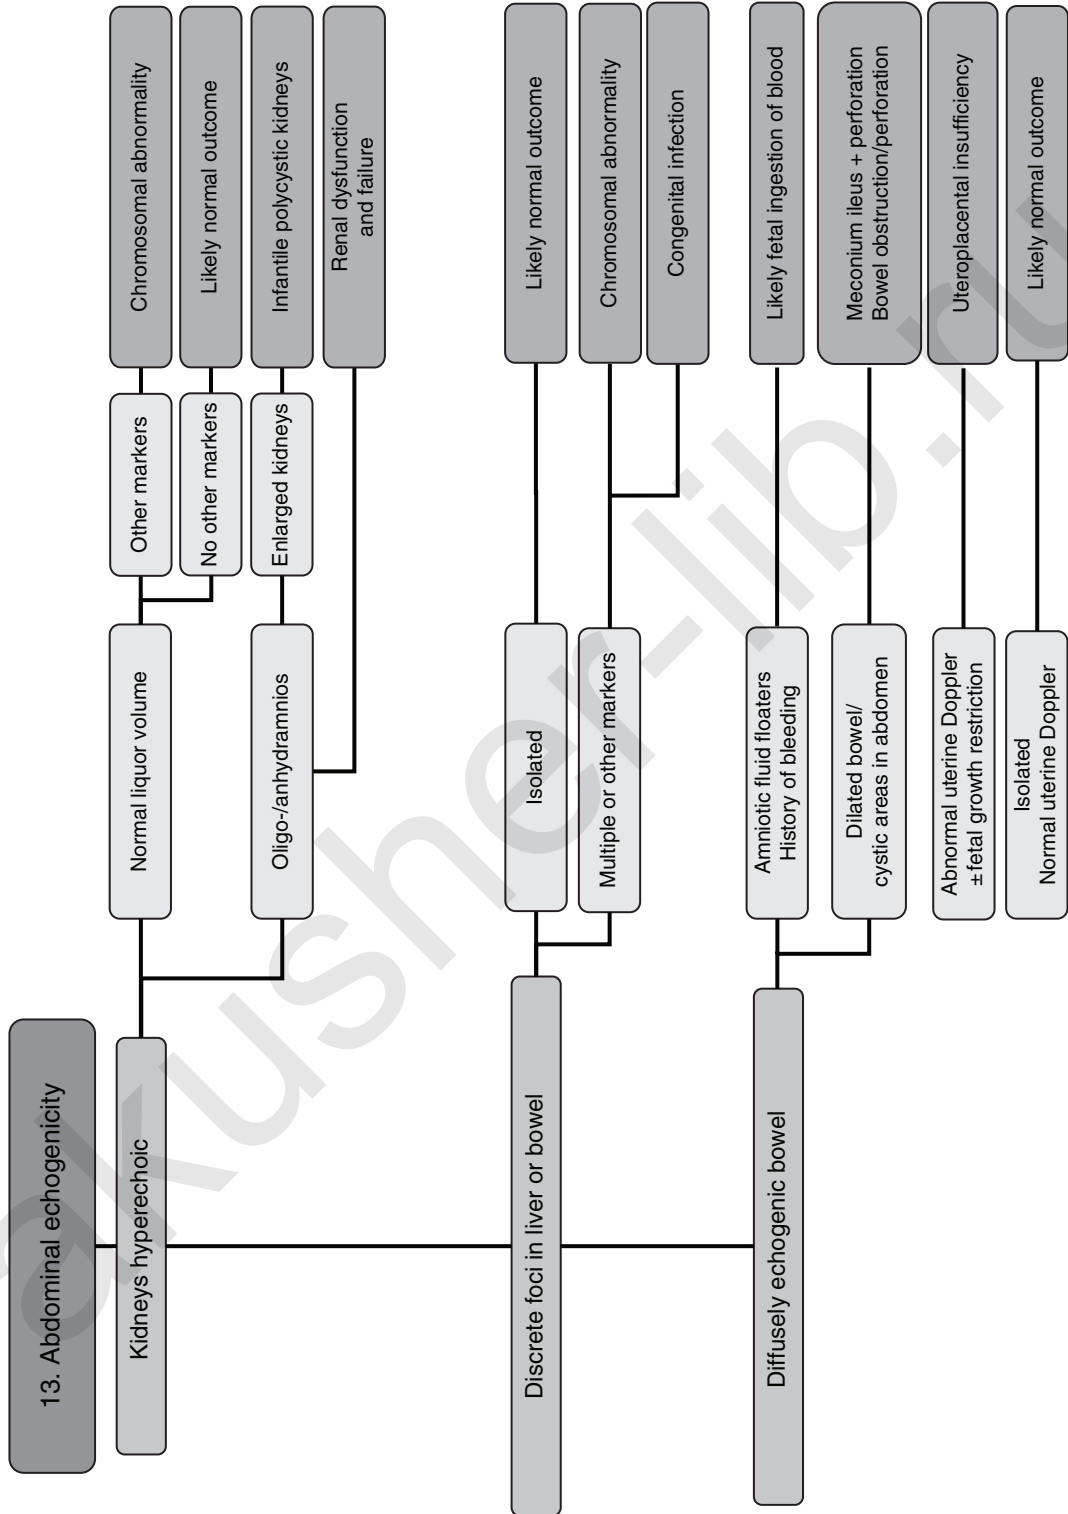 13. Abdominal echogenicity
Kidneys hyperechoic
Normal liquor volume
Other markers
Chromosomal abnormality
No other markers
Likely normal outcome
Oligo-/anhydramnios
Enlarged kidneys
Infantile polycystic kidneys
Renal dysfunction
and failure
Discrete foci in liver or bowel
Isolated
Likely normal outcome
Multiple or other markers
Chromosomal abnormality
Congenital infection
Diffusely echogenic bowel
Amniotic fluid floaters
History of bleeding
Likely fetal ingestion of blood
Dilated bowel/
cystic areas in abdomen
Meconium ileus + perforation
Bowel obstruction/perforation
Abnormal uterine Doppler
± fetal growth restriction
Uteroplacental insufficiency
Isolated
Normal uterine Doppler
Likely normal outcome
akusher-lib.ru